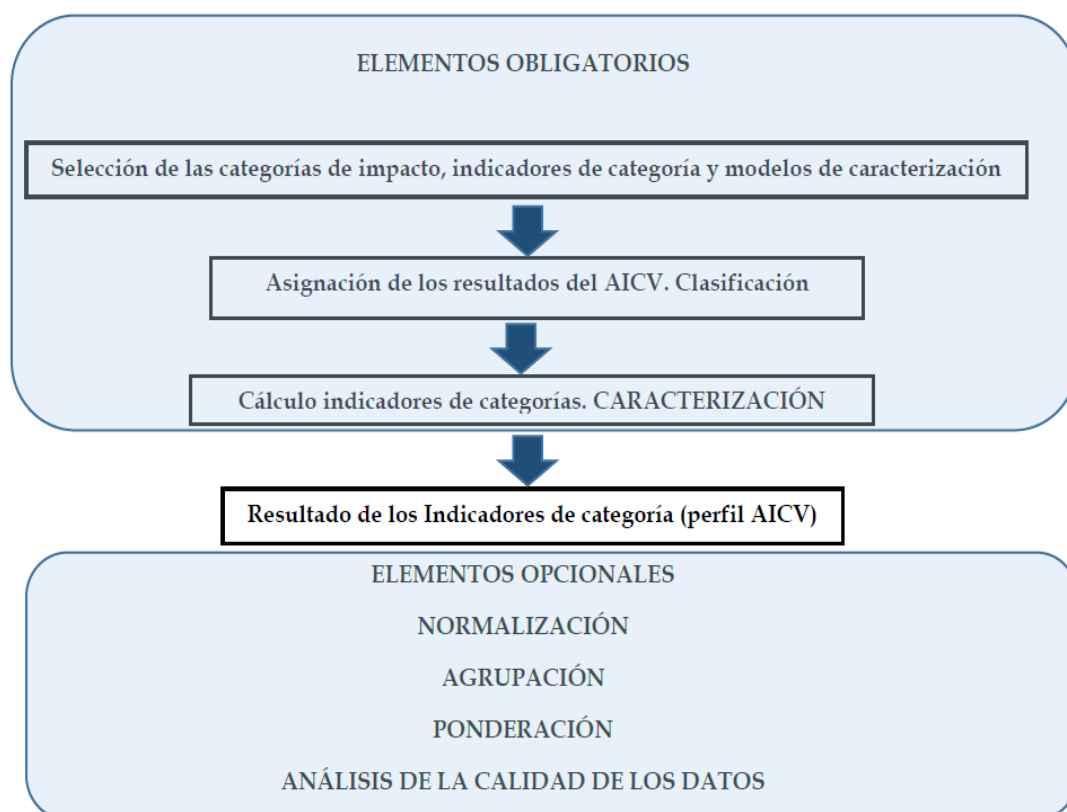 ELEMENTOS OBLIGATORIOS
Selección de las categorías de impacto, indicadores de categoría y modelos de caracterización
Asignación de los resultados del AICV. Clasificación
Cálculo indicadores de categorías. CARACTERIZACIÓN
Resultado de los Indicadores de categoría (perfil AICV)
ELEMENTOS OPCIONALES
NORMALIZACIÓN
AGRUPACIÓN
PONDERACIÓN
ANÁLISIS DE LA CALIDAD DE LOS DATOS